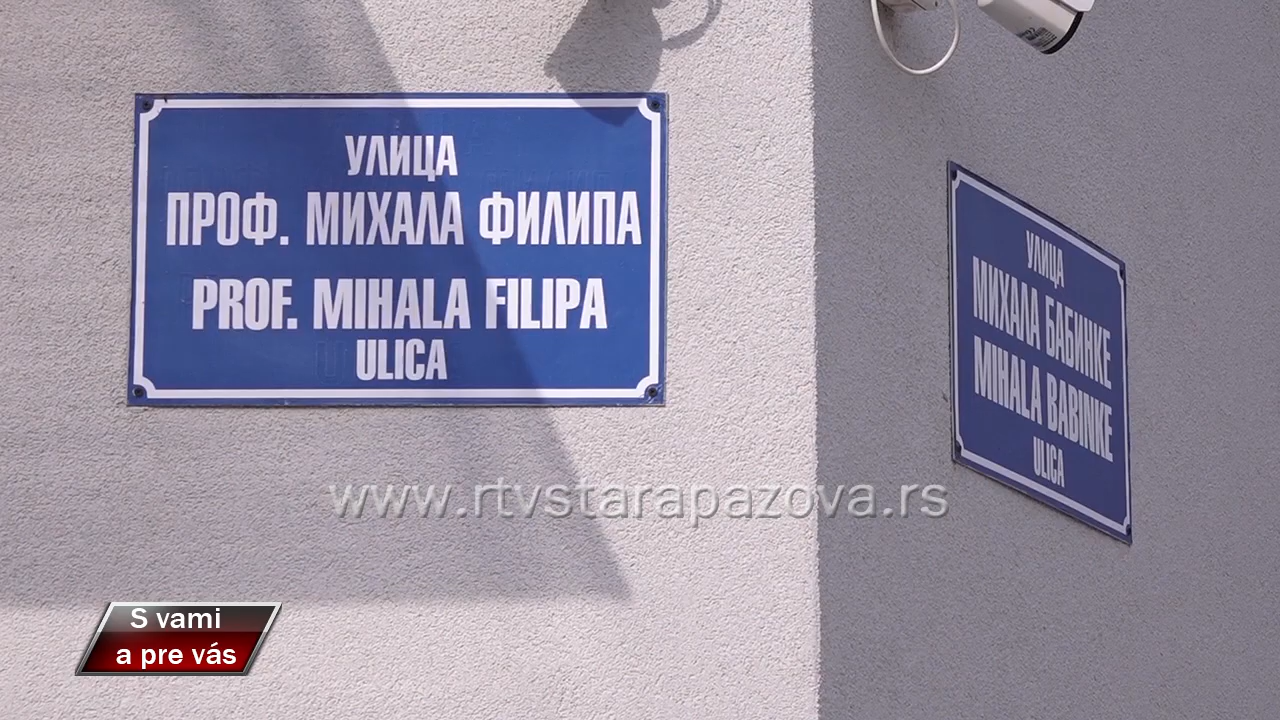 УЛИЦА
ПРОФ. МИХАЛА ФИЛИПА
PROF. MIHALA FILIPA
ULICA
УЛИЦА
МИХАЛА БАБИНКЕ
MIHALA BABINKE
ULICA
www.rtvstarapazova.rs
S vami
a pre vás